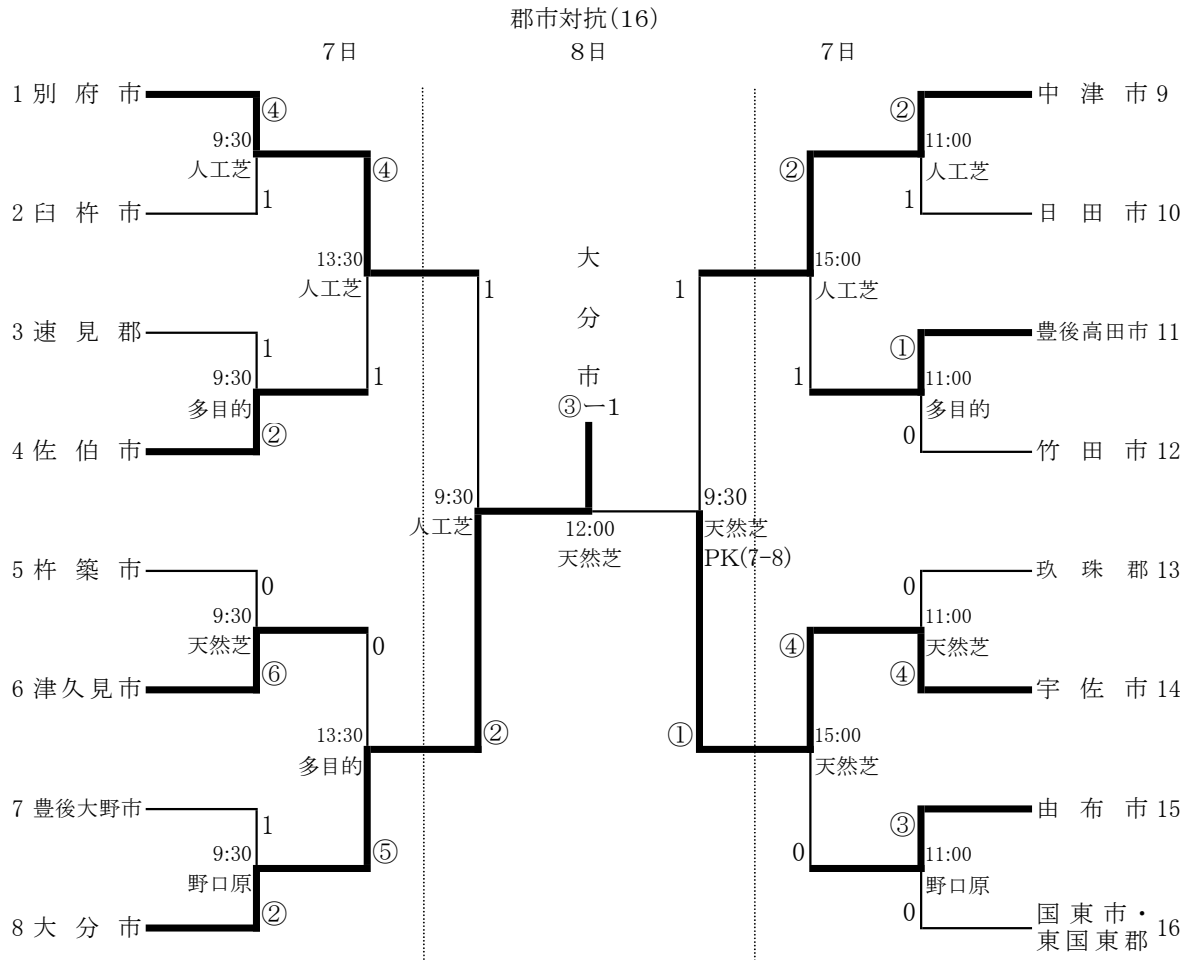 郡市対抗(16)
7日
8日
7日
1 別府市
④
9:30
人工芝
1
2 臼杵市
④
13:30
人工芝
1
3 速見郡
1
9:30
多目的
②
4 佐伯市
1
1
9:30
人工芝
5 杵築市
0
9:30
天然芝
⑥
6 津久見市
0
13:30
多目的
②
7 豊後大野市
1
9:30
野口原
②
8 大分市
⑤
大分市
③ー1
12:00
天然芝
中津市 9
②
11:00
人工芝
1
日田市 10
②
15:00
人工芝
1
豊後高田市 11
①
11:00
多目的
0
竹田市 12
1
9:30
天然芝
PK(7-8)
①
玖珠郡 13
0
11:00
天然芝
④
宇佐市 14
④
15:00
天然芝
0
由布市 15
③
11:00
野口原
0
国東市・
東国東郡 16